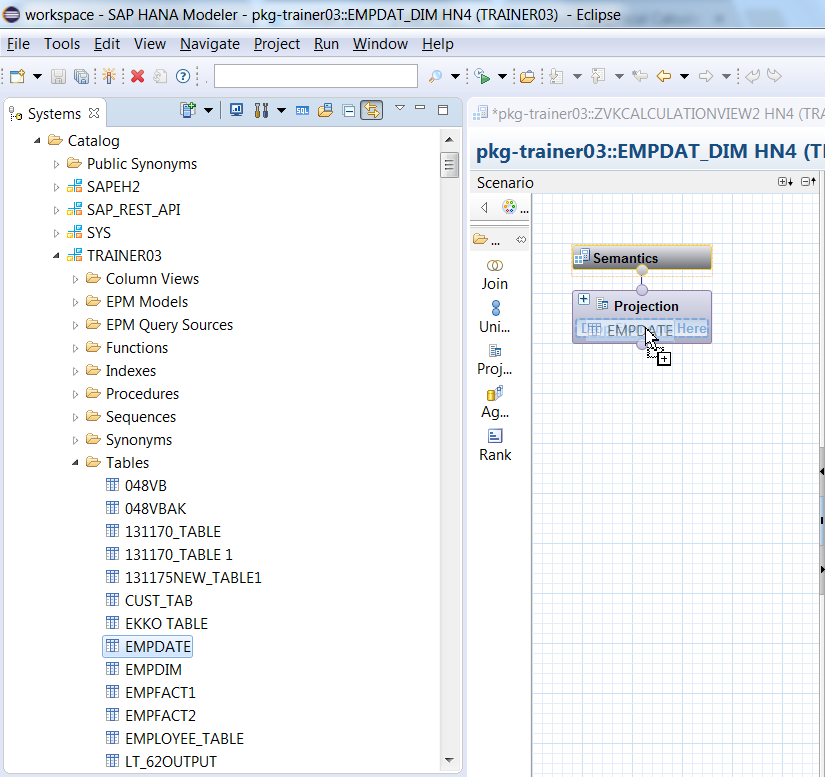 workspace - SAP HANA Modeler - pkg-trainer03::EMPDAT_DIM HN4 (TRAINER03) - Eclipse
File Tools Edit View Navigate Project Run Window Help
Systems
*pkg-trainer03::ZVKCALCULATIONVIEW2 HN4 (TRA
pkg-trainer03::EMPDAT_DIM HN4 (TI
Scenario
Catalog
Public Synonyms
SAPEH2
SAP_REST_API
SYS
TRAINER03
Column Views
EPM Models
EPM Query Sources
Functions
Indexes
Procedures
Sequences
Synonyms
Tables
048VB
048VBAK
131170_TABLE
131170_TABLE 1
131175NEW_TABLE1
CUST_TAB
EKKO TABLE
EMPDATE
EMPDIM
EMPFACT1
EMPFACT2
EMPLOYEE_TABLE
LT_62OUTPUT
...
...
Join
Uni...
Proj...
Ag...
Rank
Semantics
Projection
EMPDATE Here